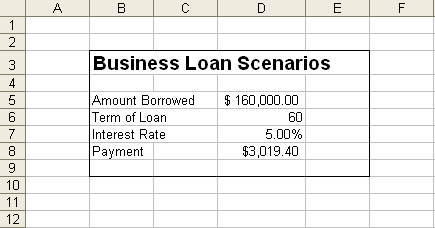 A B C D E F
1
2
3 Business Loan Scenarios
4
5 Amount Borrowed $ 160,000.00
6 Term of Loan 60
7 Interest Rate 5.00%
8 Payment $3,019.40
9
10
11
12